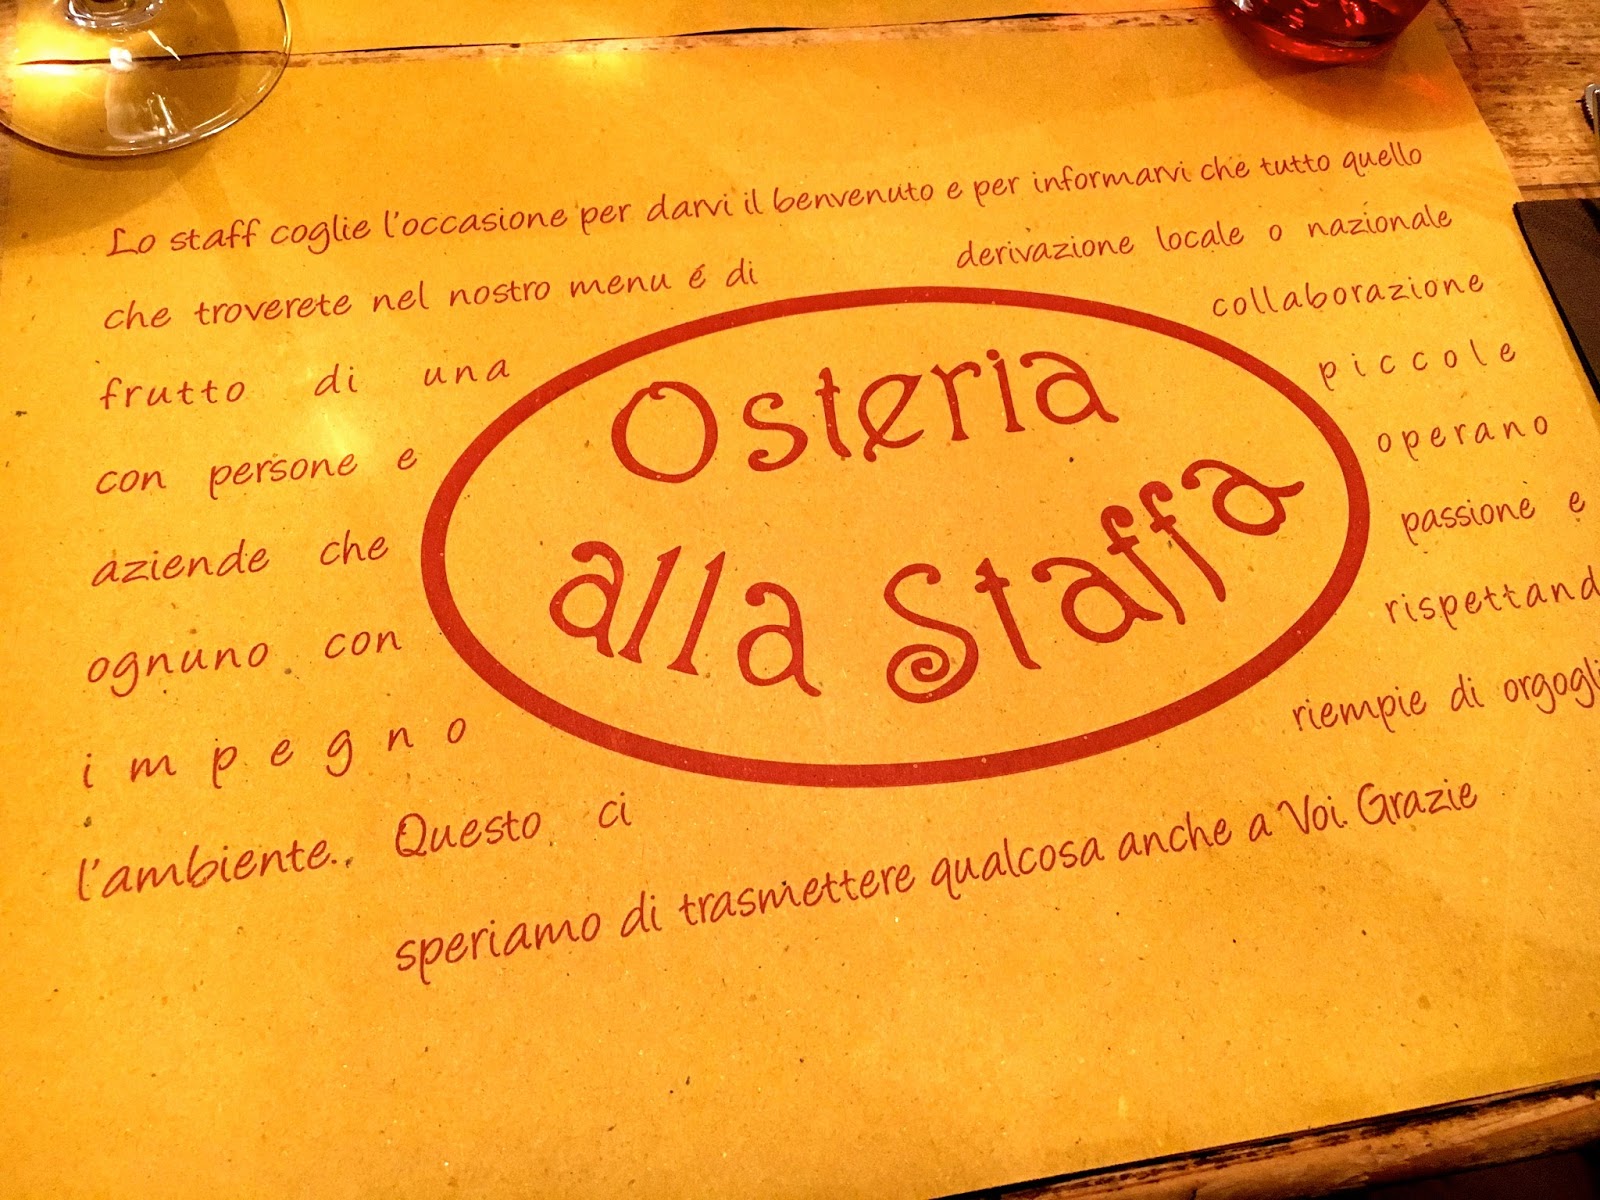 Lo staff coglie l'occasione per darvi il benvenuto e per informarvi che tutto quello
che troverete nel nostro menu é di derivazione locale o nazionale
frutto di una collaborazione
con persone e piccole
aziende che operano
ognuno con passione e
impegno rispettand
l'ambiente. Questo ci riempie di orgogli
speriamo di trasmettere qualcosa anche a Voi. Grazie
Osteria
alla Staffa